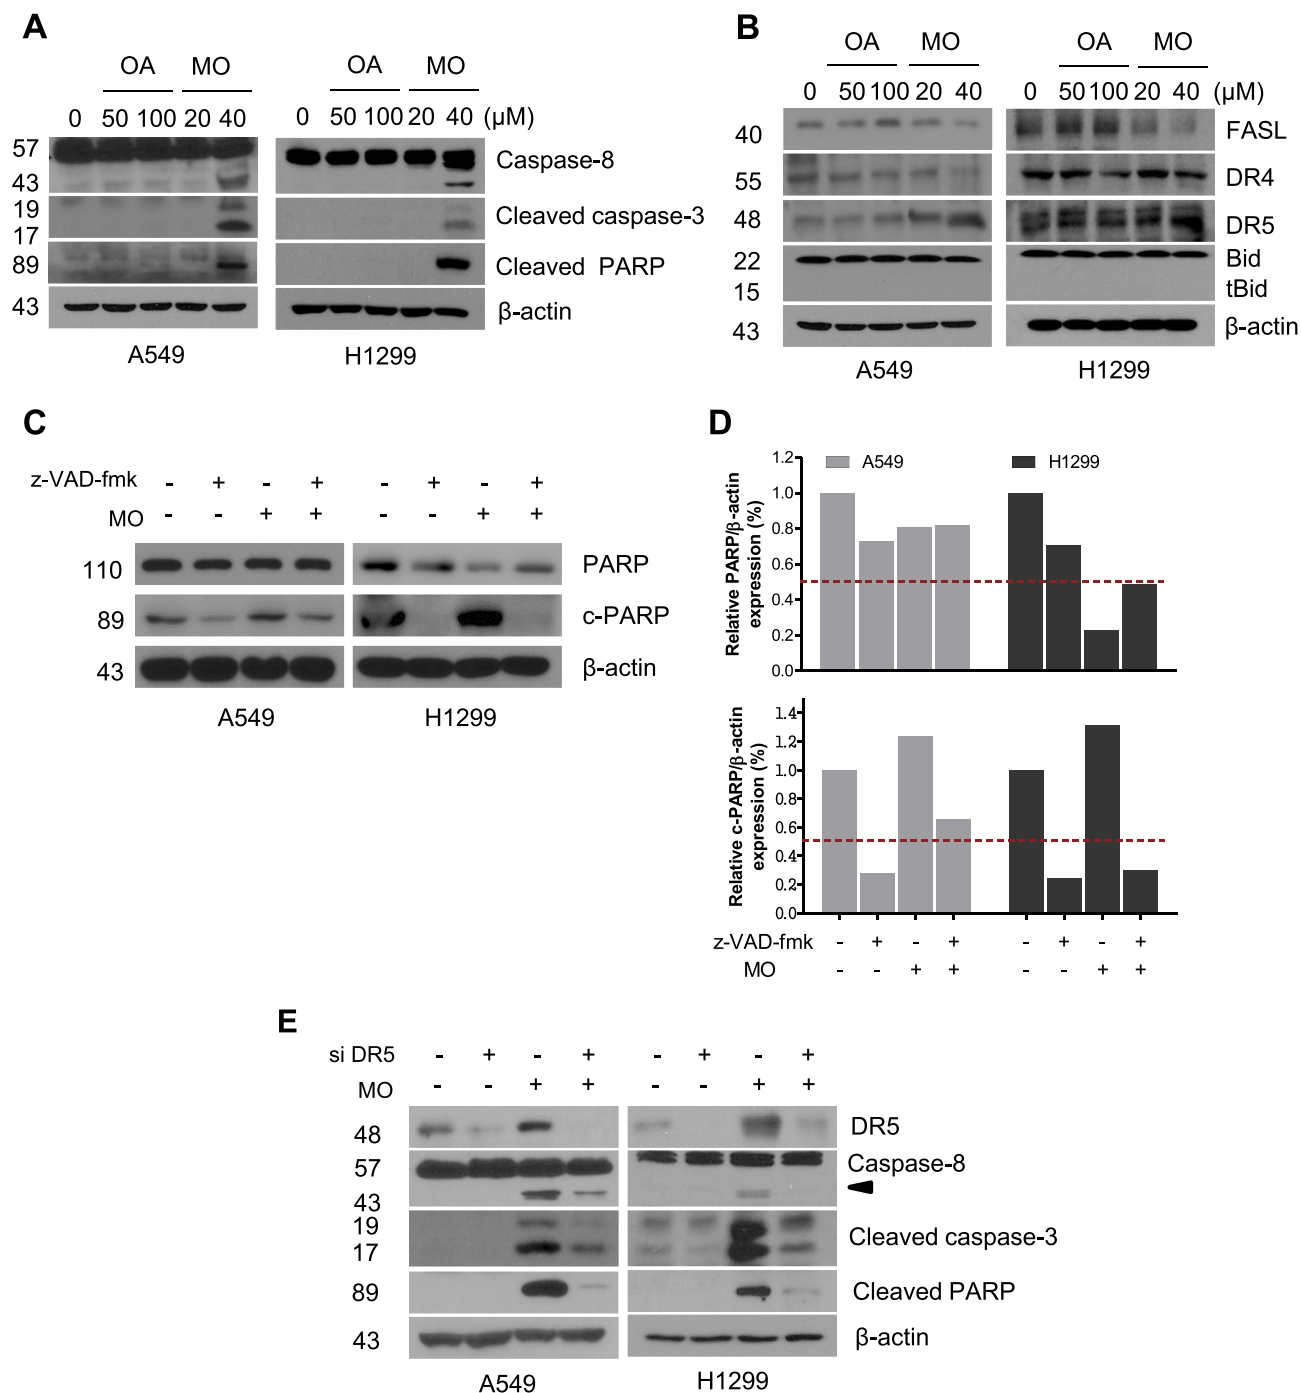 A
OA MO OA MO
0 50 100 20 40 0 50 100 20 40 (μM)
57
43
Caspase-8
19
17
Cleaved caspase-3
89
Cleaved PARP
43
β-actin
A549 H1299
B
OA MO OA MO
0 50 100 20 40 0 50 100 20 40 (μM)
40 FASL
55 DR4
48 DR5
22 Bid
15 tBid
43 β-actin
A549 H1299
C
z-VAD-fmk - + - + - + - +
MO - - + + - - + +
110 PARP
89 c-PARP
43 β-actin
A549 H1299
D
A549 H1299
Relative PARP/β-actin
expression (%)
1.2
1.0
0.8
0.6
0.4
0.2
0.0
Relative c-PARP/β-actin
expression (%)
1.4
1.2
1.0
0.8
0.6
0.4
0.2
0.0
z-VAD-fmk - + - + - + - +
MO - - + + - - + +
E
si DR5 - + - + - + - +
MO - - + + - - + +
48 DR5
57 Caspase-8
43
19
17
Cleaved caspase-3
89 Cleaved PARP
43 β-actin
A549 H1299